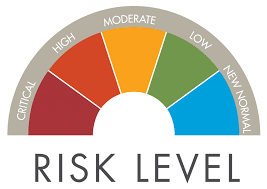 CRITICAL
HIGH
MODERATE
LOW
NEW NORMAL
RISK LEVEL